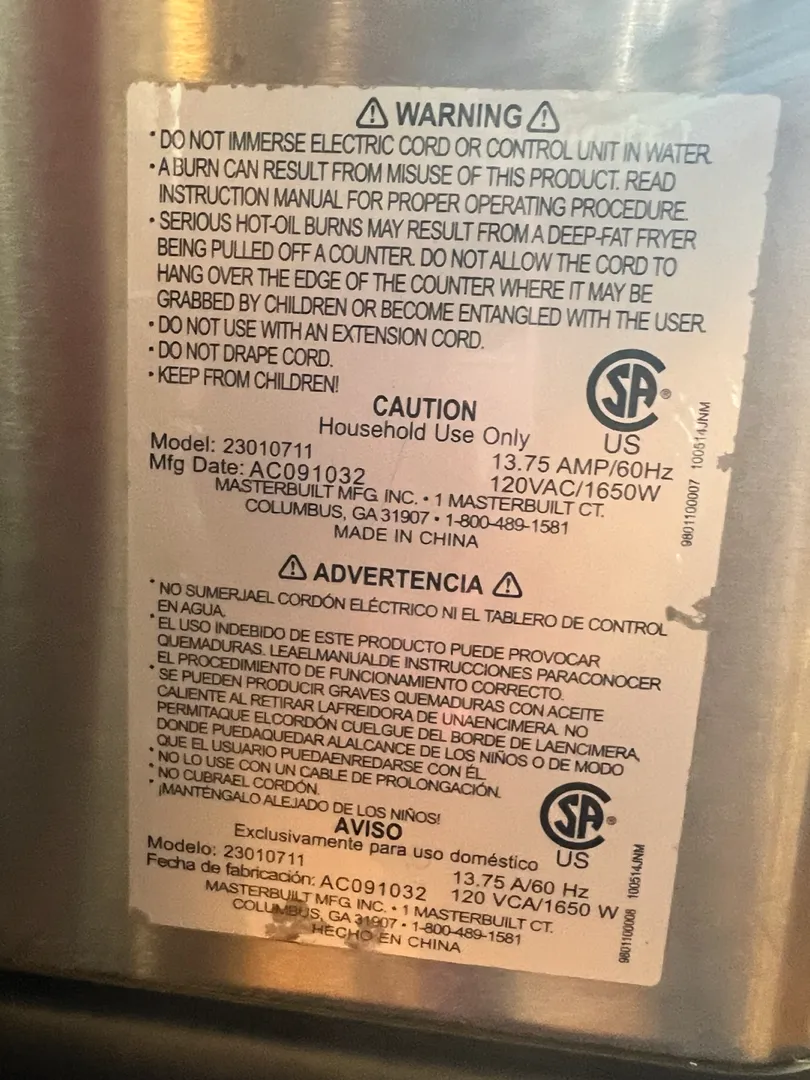 ⚠ WARNING ⚠
• DO NOT IMMERSE ELECTRIC CORD OR CONTROL UNIT IN WATER.
• A BURN CAN RESULT FROM MISUSE OF THIS PRODUCT. READ
INSTRUCTION MANUAL FOR PROPER OPERATING PROCEDURE.
• SERIOUS HOT-OIL BURNS MAY RESULT FROM A DEEP-FAT FRYER
BEING PULLED OFF A COUNTER. DO NOT ALLOW THE CORD TO
HANG OVER THE EDGE OF THE COUNTER WHERE IT MAY BE
GRABBED BY CHILDREN OR BECOME ENTANGLED WITH THE USER.
• DO NOT USE WITH AN EXTENSION CORD.
• DO NOT DRAPE CORD.
• KEEP FROM CHILDREN!
CAUTION
Household Use Only
SA®
US
Model: 23010711
13.75 AMP/60Hz
Mfg Date: AC091032
120VAC/1650W
MASTERBUILT MFG. INC. • 1 MASTERBUILT CT.
COLUMBUS, GA 31907 • 1-800-489-1581
MADE IN CHINA
9801100007 100514JNM
⚠ ADVERTENCIA ⚠
• NO SUMERJAEL CORDÓN ELÉCTRICO NI EL TABLERO DE CONTROL
EN AGUA.
• EL USO INDEBIDO DE ESTE PRODUCTO PUEDE PROVOCAR
QUEMADURAS. LEAELMANUALDE INSTRUCCIONES PARACONOCER
EL PROCEDIMIENTO DE FUNCIONAMIENTO CORRECTO.
• SE PUEDEN PRODUCIR GRAVES QUEMADURAS CON ACEITE
CALIENTE AL RETIRAR LAFREIDORA DE UNAENCIMERA. NO
PERMITAQUE ELCORDÓN CUELGUE DEL BORDE DE LAENCIMERA,
DONDE PUEDAQUEDAR ALALCANCE DE LOS NIÑOS O DE MODO
QUE EL USUARIO PUEDAENREDARSE CON ÉL.
• NO LO USE CON UN CABLE DE PROLONGACIÓN.
• NO CUBRAEL CORDÓN.
• ¡MANTÉNGALO ALEJADO DE LOS NIÑOS!
AVISO
Exclusivamente para uso doméstico
SA®
US
Modelo: 23010711
13.75 A/60 Hz
Fecha de fabricación: AC091032
120 VCA/1650 W
MASTERBUILT MFG. INC. • 1 MASTERBUILT CT.
COLUMBUS, GA 31907 • 1-800-489-1581
HECHO EN CHINA
9801100008 100514JNM